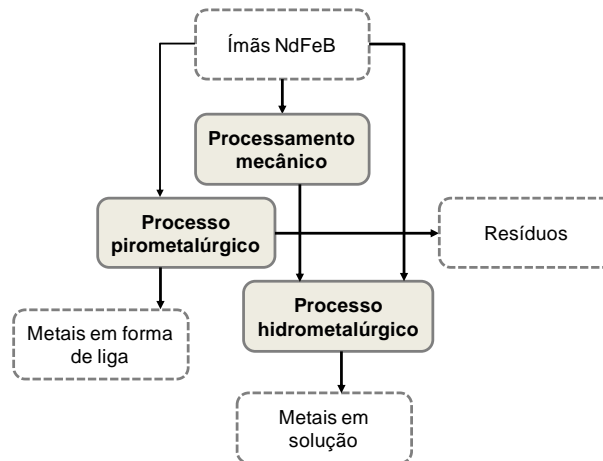 Ímãs NdFeB
Processamento
mecânico
Processo
pirometalúrgico
Resíduos
Processo
hidrometalúrgico
Metais em forma
de liga
Metais em
solução